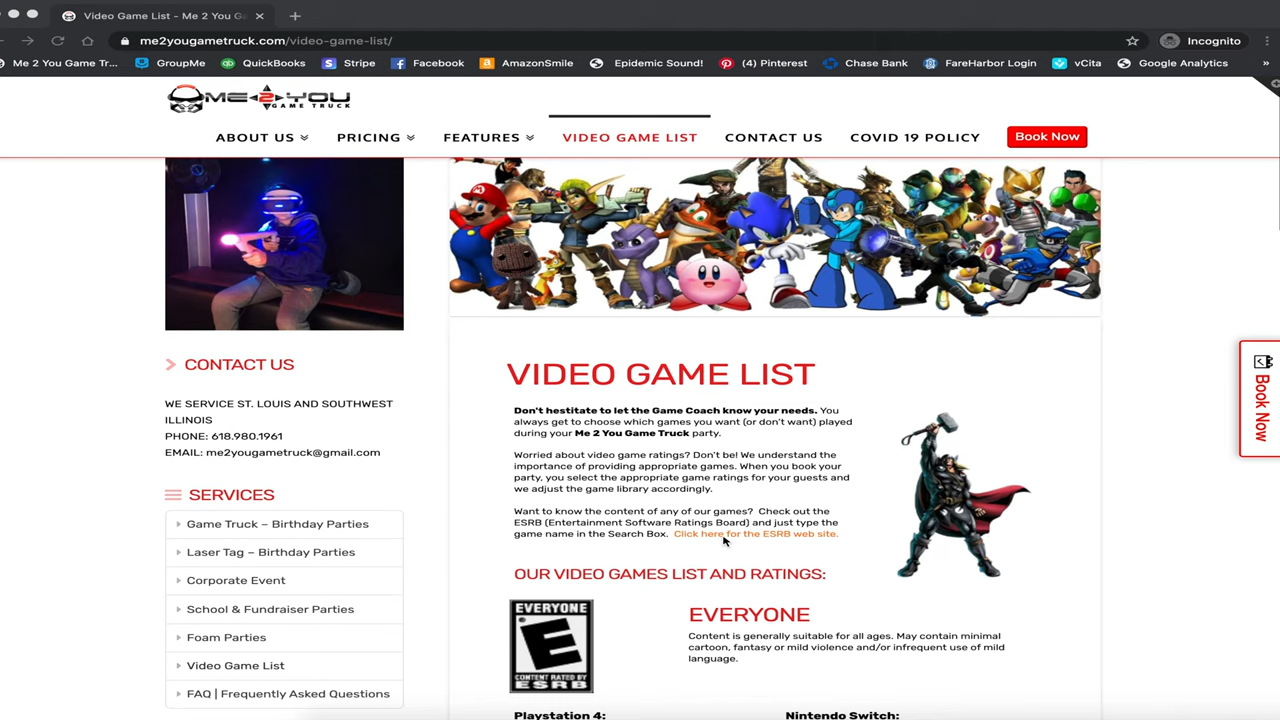 Video Game List - Me 2 You G
me2yougametruck.com/video-game-list/
Incognito
Me 2 You Game Tr...
GroupMe
QuickBooks
Stripe
Facebook
AmazonSmile
Epidemic Sound!
(4) Pinterest
Chase Bank
FareHarbor Login
vCita
Google Analytics
»
ME 2 YOU
GAME TRUCK
ABOUT US
PRICING
FEATURES
VIDEO GAME LIST
CONTACT US
COVID 19 POLICY
Book Now
CONTACT US
WE SERVICE ST. LOUIS AND SOUTHWEST
ILLINOIS
PHONE: 618.980.1961
EMAIL: me2yougametruck@gmail.com
SERVICES
Game Truck – Birthday Parties
Laser Tag – Birthday Parties
Corporate Event
School & Fundraiser Parties
Foam Parties
Video Game List
FAQ | Frequently Asked Questions
VIDEO GAME LIST
Don't hestitate to let the Game Coach know your needs. You
always get to choose which games you want (or don't want) played
during your Me 2 You Game Truck party.
Worried about video game ratings? Don't be! We understand the
importance of providing appropriate games. When you book your
party, you select the appropriate game ratings for your guests and
we adjust the game library accordingly.
Want to know the content of any of our games? Check out the
ESRB (Entertainment Software Ratings Board) and just type the
game name in the Search Box. Click here for the ESRB web site.
OUR VIDEO GAMES LIST AND RATINGS:
EVERYONE
E
CONTENT RATED BY
ESRB
EVERYONE
Content is generally suitable for all ages. May contain minimal
cartoon, fantasy or mild violence and/or infrequent use of mild
language.
Playstation 4:
Nintendo Switch:
Book Now